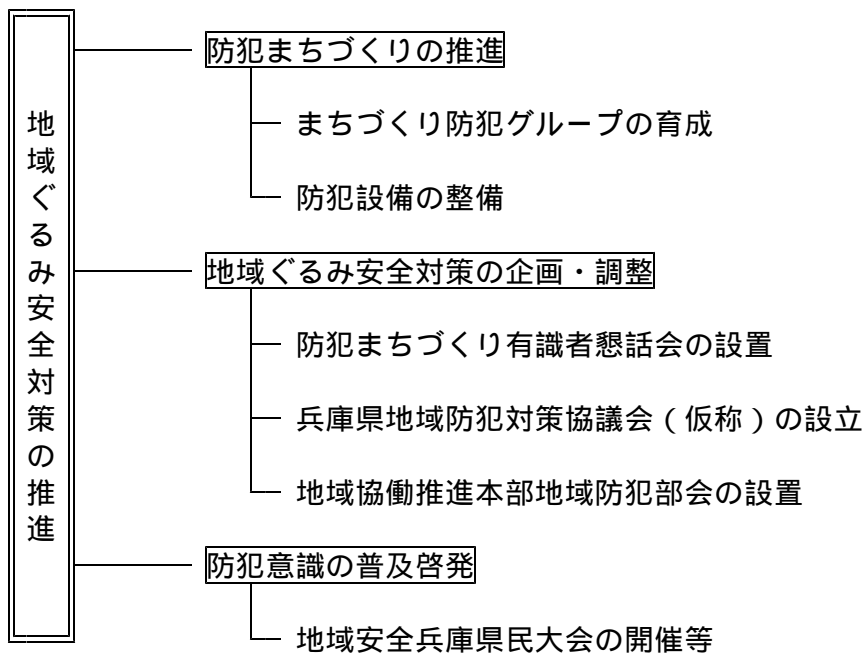 地域ぐるみ安全対策の推進
防犯まちづくりの推進
まちづくり防犯グループの育成
防犯設備の整備
地域ぐるみ安全対策の企画・調整
防犯まちづくり有識者懇話会の設置
兵庫県地域防犯対策協議会（仮称）の設立
地域協働推進本部地域防犯部会の設置
防犯意識の普及啓発
地域安全兵庫県民大会の開催等